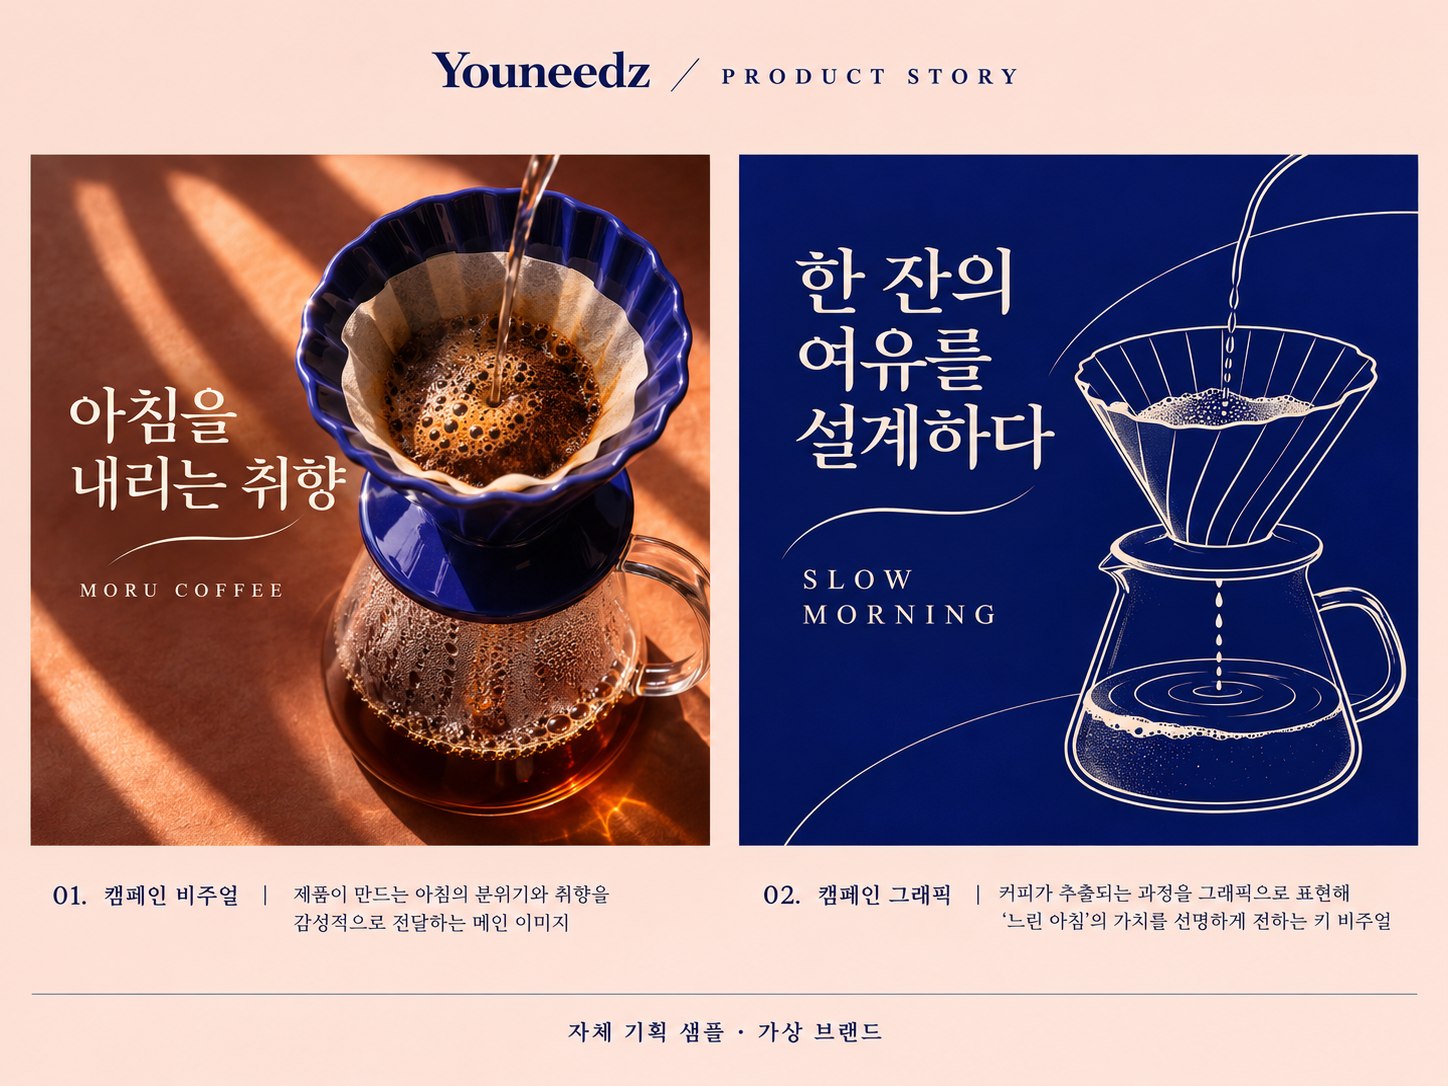 Youneedz / PRODUCT STORY
아침을
내리는 취향
MORU COFFEE
한 잔의
여유를
설계하다
SLOW
MORNING
01. 캠페인 비주얼 | 제품이 만드는 아침의 분위기와 취향을
감성적으로 전달하는 메인 이미지
02. 캠페인 그래픽 | 커피가 추출되는 과정을 그래픽으로 표현해
‘느린 아침’의 가치를 선명하게 전하는 키 비주얼
자체 기획 샘플 · 가상 브랜드